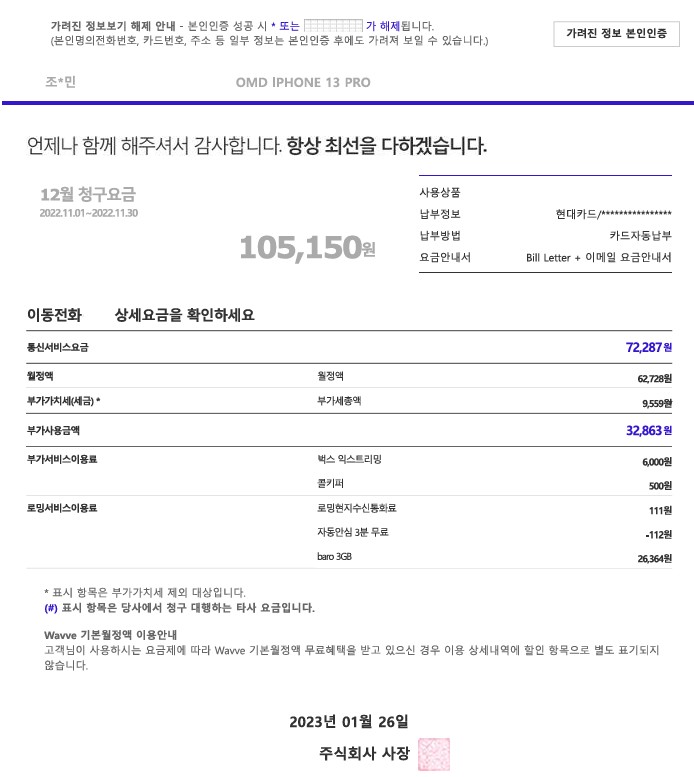 가려진 정보보기 해제 안내 - 본인인증 성공 시 * 또는 가 해제됩니다.
(본인명의전화번호, 카드번호, 주소 등 일부 정보는 본인인증 후에도 가려져 보일 수 있습니다.)
가려진 정보 본인인증
조*민 OMD IPHONE 13 PRO
언제나 함께 해주셔서 감사합니다. 항상 최선을 다하겠습니다.
12월 청구요금
2022.11.01~2022.11.30
105,150원
사용상품
납부정보 현대카드/****************
납부방법 카드자동납부
요금안내서 Bill Letter + 이메일 요금안내서
이동전화 상세요금을 확인하세요
통신서비스요금 72,287원
월정액 월정액 62,728원
부가가치세(세금) * 부가세총액 9,559원
부가사용금액 32,863원
부가서비스이용료 벅스 익스트리밍 6,000원
콜키퍼 500원
로밍서비스이용료 로밍현지수신통화료 111원
자동안심 3분 무료 -112원
baro 3GB 26,364원
* 표시 항목은 부가가치세 제외 대상입니다.
(#) 표시 항목은 당사에서 청구 대행하는 타사 요금입니다.
Wavve 기본월정액 이용안내
고객님이 사용하시는 요금제에 따라 Wavve 기본월정액 무료혜택을 받고 있으신 경우 이용 상세내역에 할인 항목으로 별도 표기되지
않습니다.
2023년 01월 26일
주식회사 사장